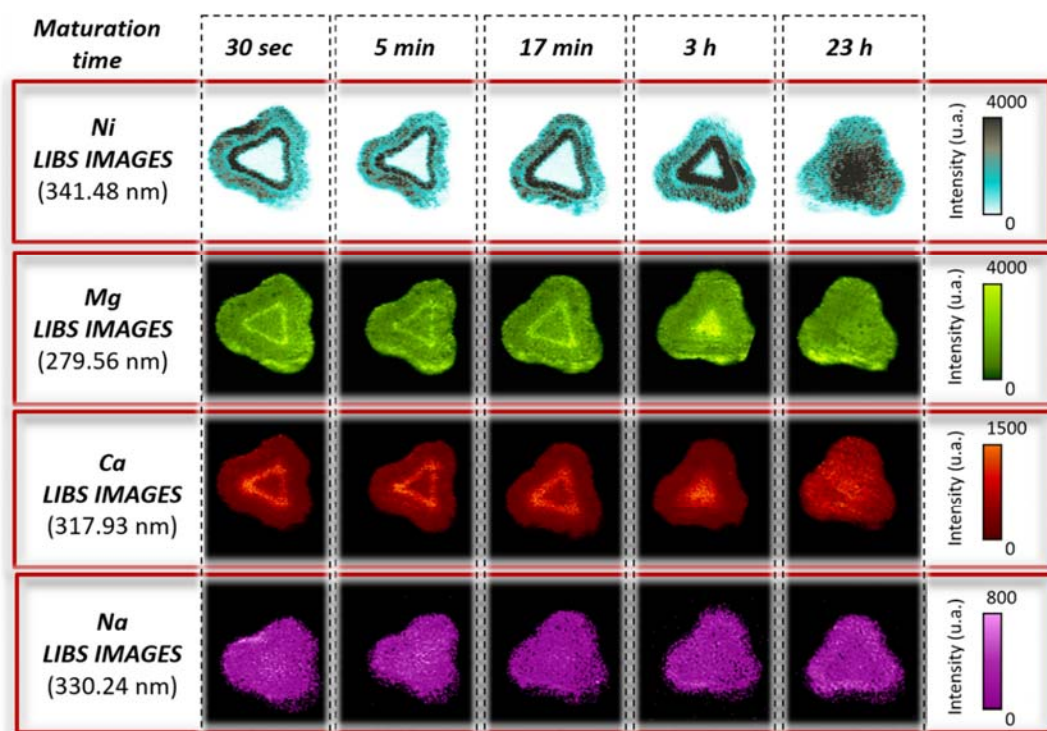 Maturation
time
30 sec
5 min
17 min
3 h
23 h
Ni
LIBS IMAGES
(341.48 nm)
4000
Intensity (u.a.)
0
Mg
LIBS IMAGES
(279.56 nm)
4000
Intensity (u.a.)
0
Ca
LIBS IMAGES
(317.93 nm)
1500
Intensity (u.a.)
0
Na
LIBS IMAGES
(330.24 nm)
800
Intensity (u.a.)
0